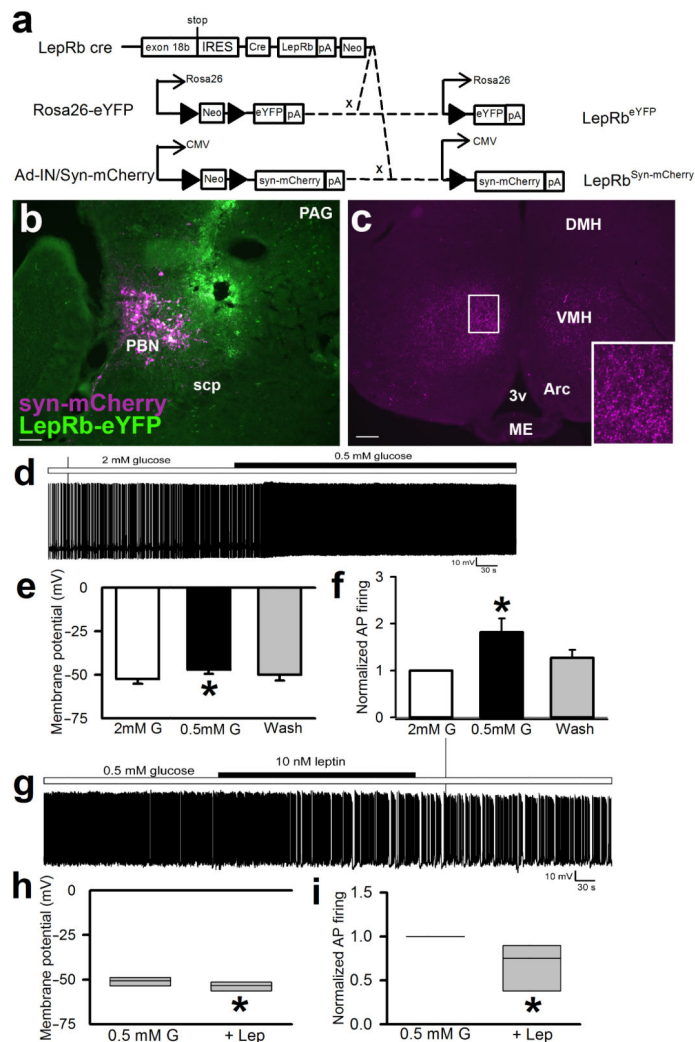 a
stop
LepRb cre
exon 18b IRES Cre LepRb pA Neo
Rosa26 Rosa26
x
Rosa26-eYFP Neo eYFP pA eYFP pA LepRb^eYFP
CMV CMV
x
Ad-IN/Syn-mCherry Neo syn-mCherry pA syn-mCherry pA LepRb^Syn-mCherry
b PAG
PBN
scp
syn-mCherry
LepRb-eYFP
c DMH
VMH
3v Arc
ME
d 2 mM glucose 0.5 mM glucose
10 mV
30 s
e
Membrane potential (mV)
0
−25
−50
−75
*
2mM G 0.5mM G Wash
f
Normalized AP firing
3
2
1
0
*
2mM G 0.5mM G Wash
g 0.5 mM glucose 10 nM leptin
10 mV
30 s
h
Membrane potential (mV)
0
−25
−50
−75
*
0.5 mM G + Lep
i
Normalized AP firing
1.5
1.0
0.5
0.0
*
0.5 mM G + Lep